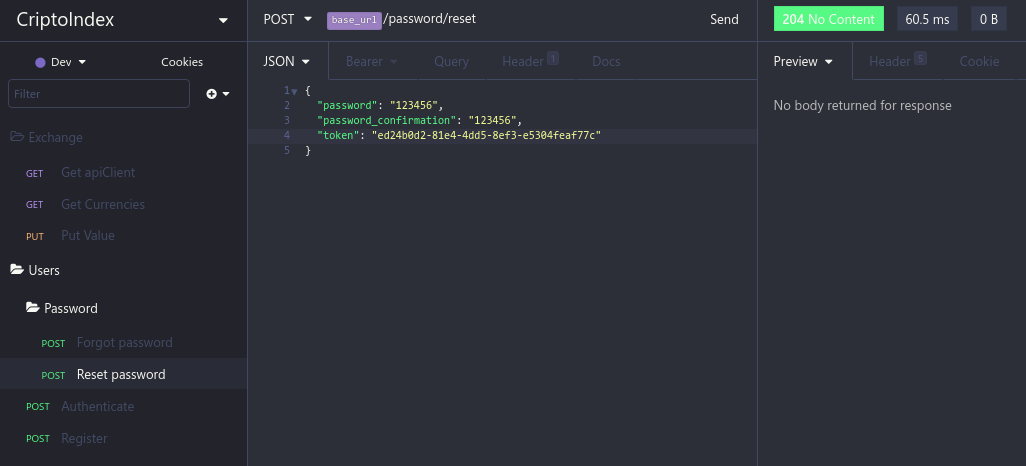 CriptoIndex
Dev
Cookies
Filter
Exchange
GET Get apiClient
GET Get Currencies
PUT Put Value
Users
Password
POST Forgot password
POST Reset password
POST Authenticate
POST Register
POST base_url/password/reset Send
JSON Bearer Query Header 1 Docs
1 {
2 "password": "123456",
3 "password_confirmation": "123456",
4 "token": "ed24b0d2-81e4-4dd5-8ef3-e5304feaf77c"
5 }
204 No Content 60.5 ms 0 B
Preview Header 5 Cookie
No body returned for response